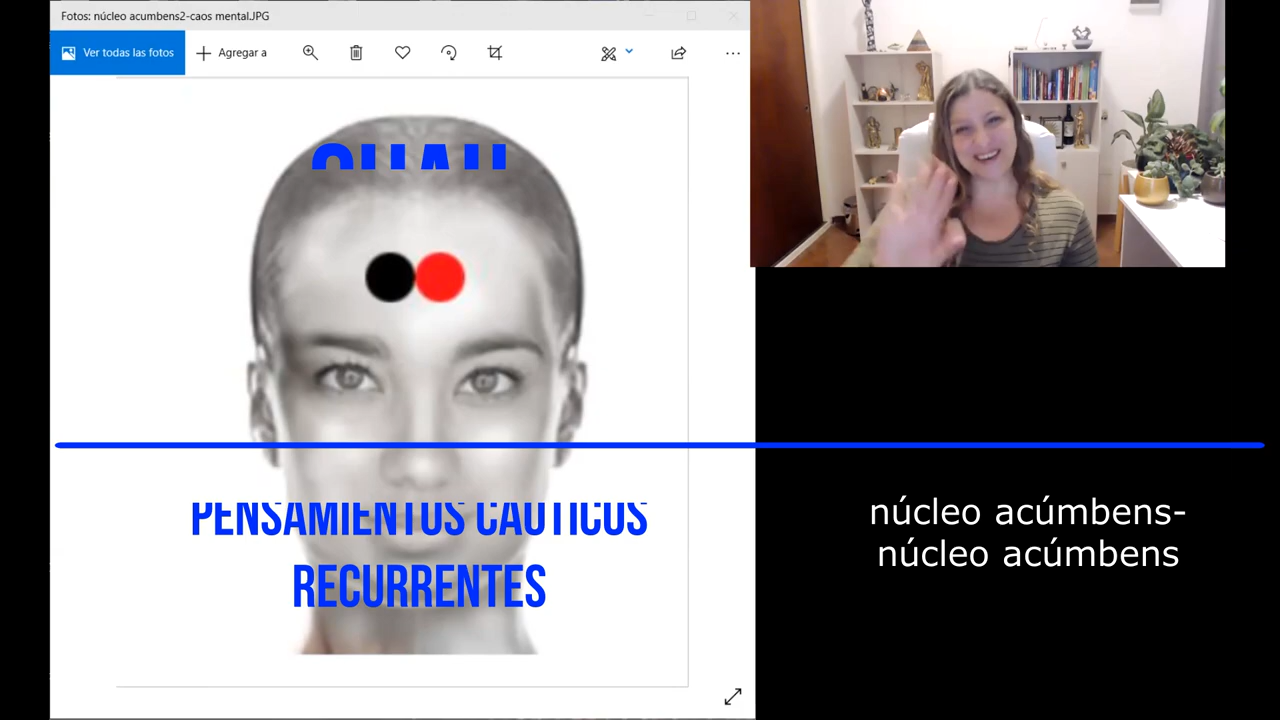 Fotos: núcleo acumbens2-caos mental.JPG
Ver todas las fotos
Agregar a
PENSAMIENTOS CAÓTICOS
RECURRENTES
núcleo acúmbens-
núcleo acúmbens